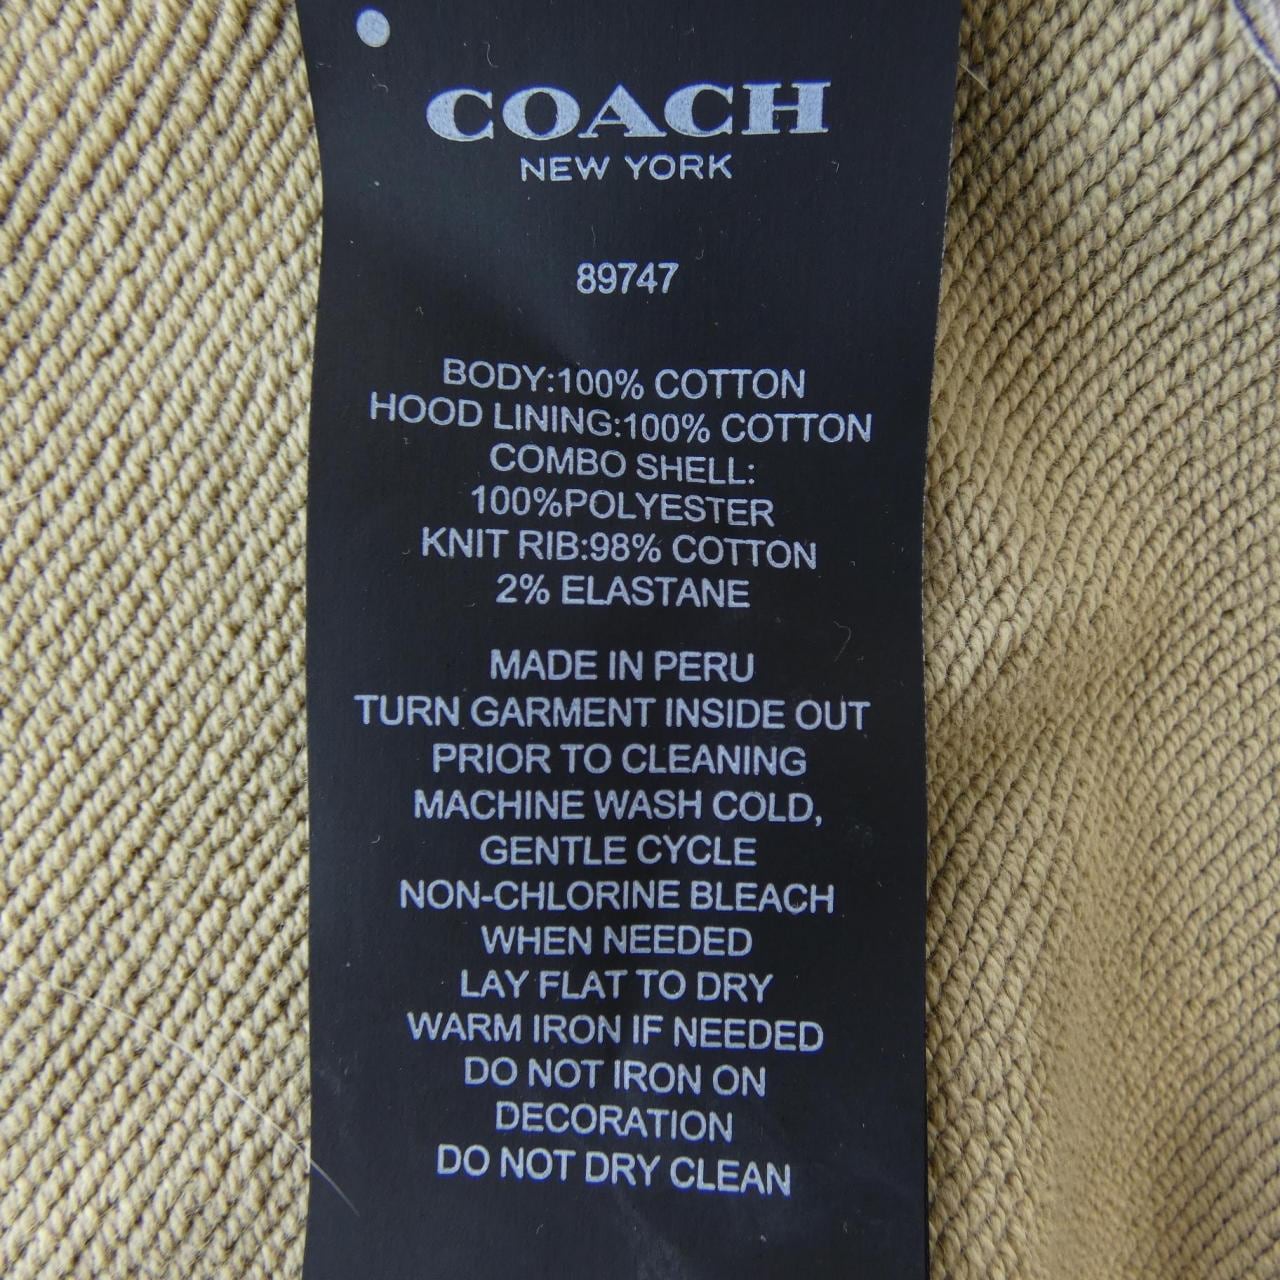 COACH
NEW YORK
89747
BODY:100% COTTON
HOOD LINING:100% COTTON
COMBO SHELL:
100%POLYESTER
KNIT RIB:98% COTTON
2% ELASTANE
MADE IN PERU
TURN GARMENT INSIDE OUT
PRIOR TO CLEANING
MACHINE WASH COLD,
GENTLE CYCLE
NON-CHLORINE BLEACH
WHEN NEEDED
LAY FLAT TO DRY
WARM IRON IF NEEDED
DO NOT IRON ON
DECORATION
DO NOT DRY CLEAN